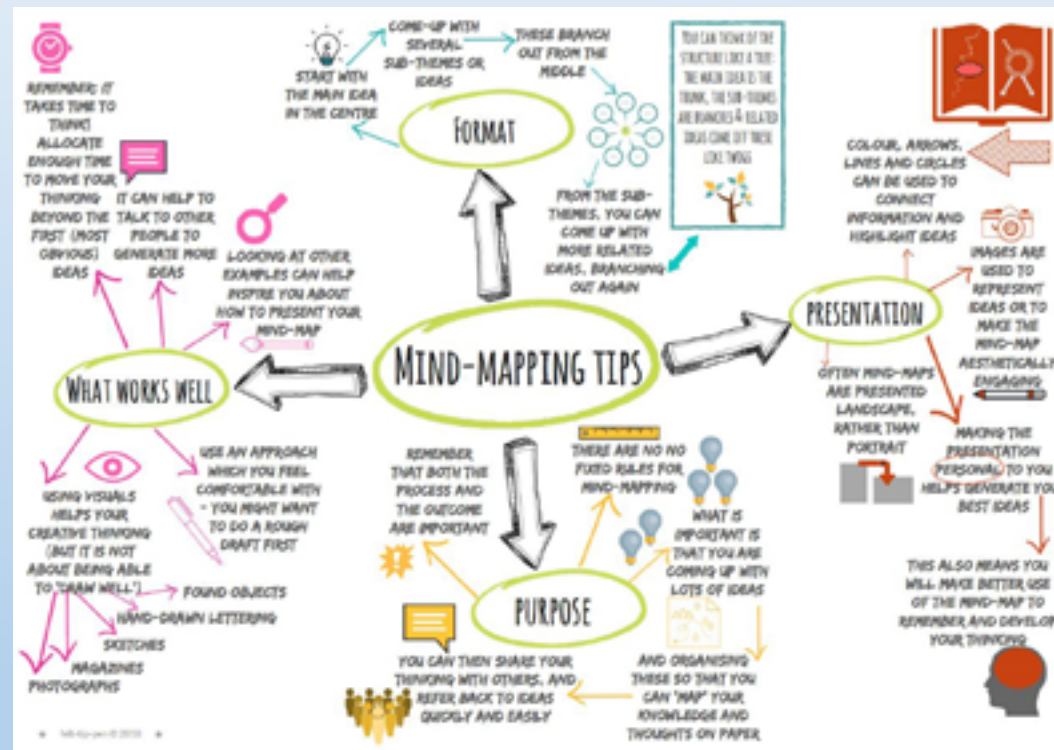 MIND-MAPPING TIPS
FORMAT
START WITH
THE MAIN IDEA
IN THE CENTRE
COME-UP WITH
SEVERAL
SUB-THEMES OR
IDEAS
THESE BRANCH
OUT FROM THE
MIDDLE
FROM THE SUB-
THEMES, YOU CAN
COME UP WITH
MORE RELATED
IDEAS, BRANCHING
OUT AGAIN
YOU CAN THINK OF THE
STRUCTURE LIKE A TREE:
THE MAIN IDEA IS THE
TRUNK, THE SUB-THEMES
ARE BRANCHES & RELATED
IDEAS COME OFF THESE
LIKE TWIGS
PRESENTATION
COLOUR, ARROWS,
LINES AND CIRCLES
CAN BE USED TO
CONNECT
INFORMATION AND
HIGHLIGHT IDEAS
IMAGES ARE
USED TO
REPRESENT
IDEAS OR TO
MAKE THE
MIND-MAP
AESTHETICALLY
ENGAGING
OFTEN MIND-MAPS
ARE PRESENTED
LANDSCAPE,
RATHER THAN
PORTRAIT
MAKING THE
PRESENTATION
PERSONAL TO YOU
HELPS GENERATE YOU
BEST IDEAS
THIS ALSO MEANS YOU
WILL MAKE BETTER USE
OF THE MIND-MAP TO
REMEMBER AND DEVELOP
YOUR THINKING
PURPOSE
REMEMBER
THAT BOTH THE
PROCESS AND
THE OUTCOME
ARE IMPORTANT
THERE ARE NO NO
FIXED RULES FOR
MIND-MAPPING
WHAT IS
IMPORTANT IS
THAT YOU ARE
COMING UP WITH
LOTS OF IDEAS
AND ORGANISING
THESE SO THAT YOU
CAN 'MAP' YOUR
KNOWLEDGE AND
THOUGHTS ON PAPER
YOU CAN THEN SHARE YOUR
THINKING WITH OTHERS, AND
REFER BACK TO IDEAS
QUICKLY AND EASILY
WHAT WORKS WELL
REMEMBER: IT
TAKES TIME TO
THINK!
ALLOCATE
ENOUGH TIME
TO MOVE YOUR
THINKING
BEYOND THE
FIRST (MOST
OBVIOUS)
IDEAS
IT CAN HELP TO
TALK TO OTHER
PEOPLE TO
GENERATE MORE
IDEAS
LOOKING AT OTHER
EXAMPLES CAN HELP
INSPIRE YOU ABOUT
HOW TO PRESENT YOUR
MIND-MAP
USE AN APPROACH
WHICH YOU FEEL
COMFORTABLE WITH
- YOU MIGHT WANT
TO DO A ROUGH
DRAFT FIRST
USING VISUALS
HELPS YOUR
CREATIVE THINKING
(BUT IT IS NOT
ABOUT BEING ABLE
TO 'DRAW WELL')
FOUND OBJECTS
HAND-DRAWN LETTERING
SKETCHES
MAGAZINES
PHOTOGRAPHS